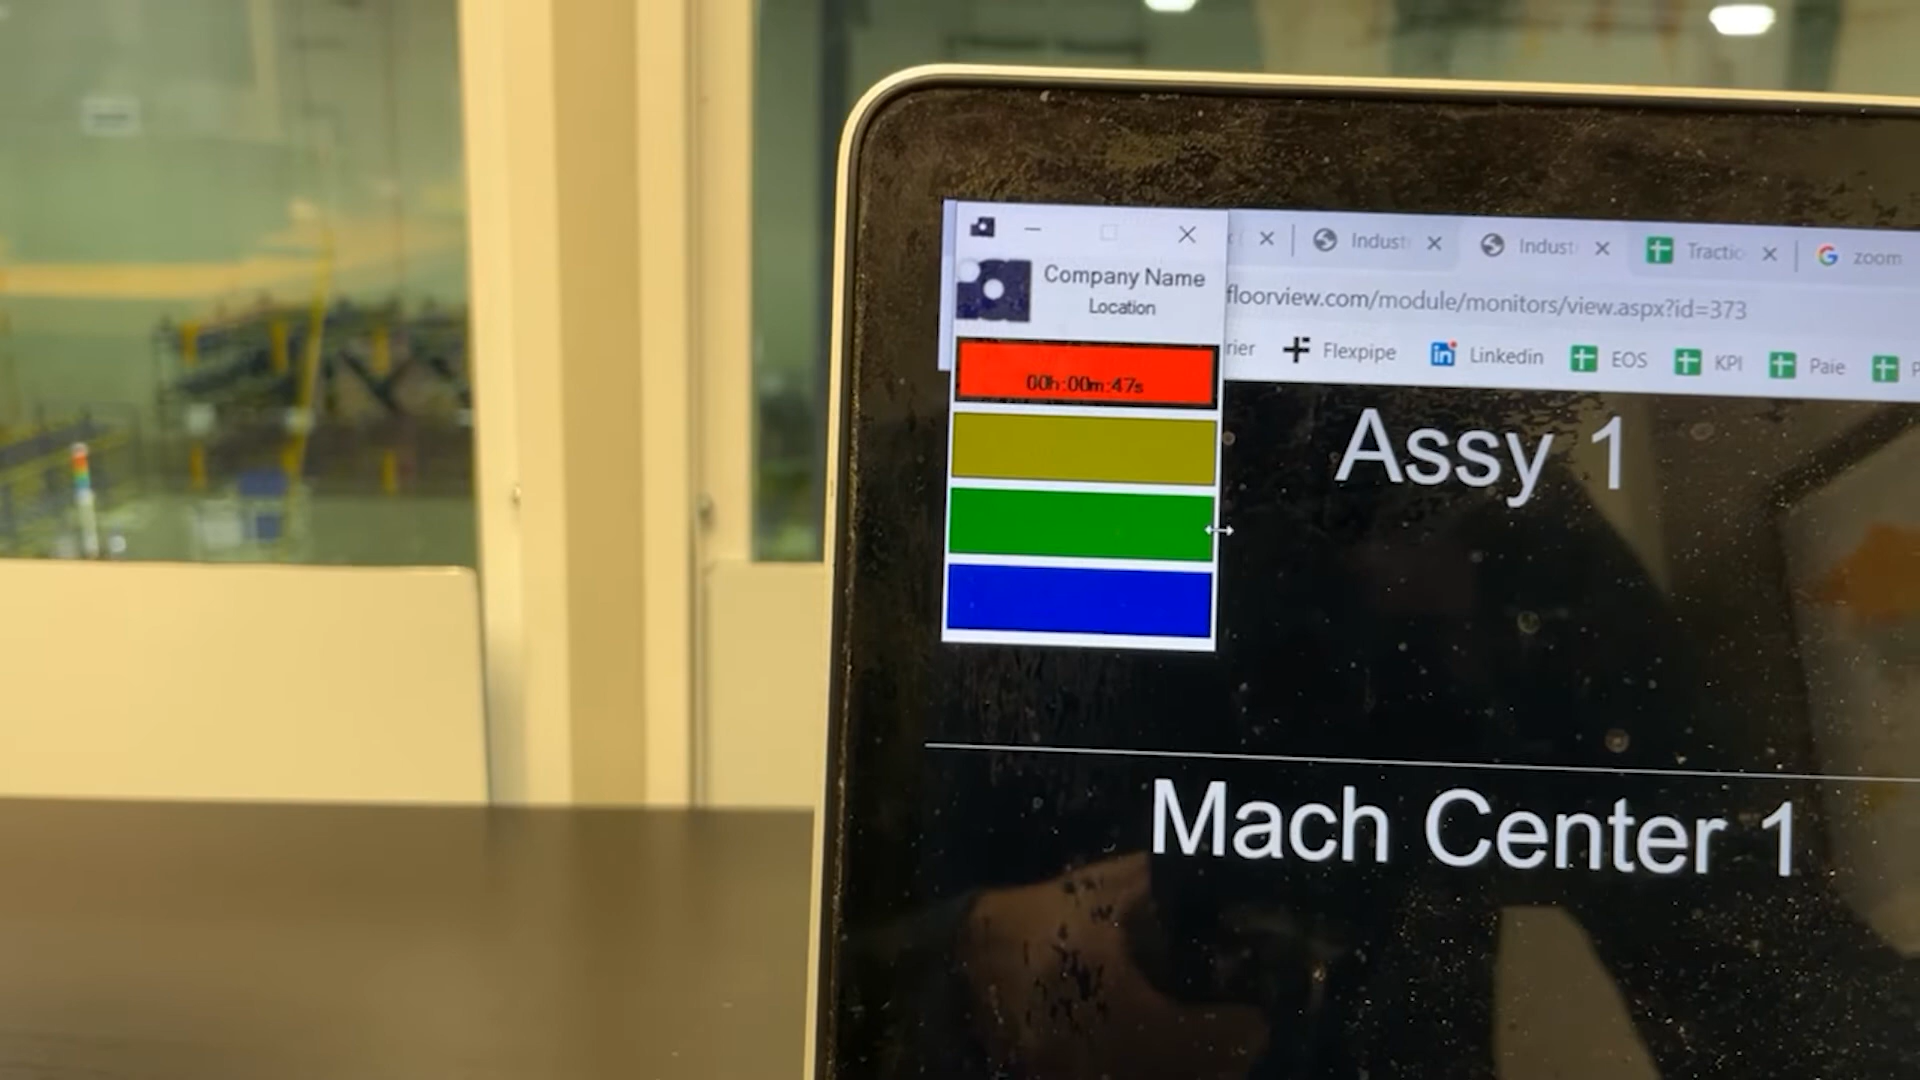 Company Name
Location
00h:00m:47s
Indust
Indust
Tractio
zoom
floorview.com/module/monitors/view.aspx?id=373
rier
Flexpipe
Linkedin
EOS
KPI
Paie
Assy 1
Mach Center 1